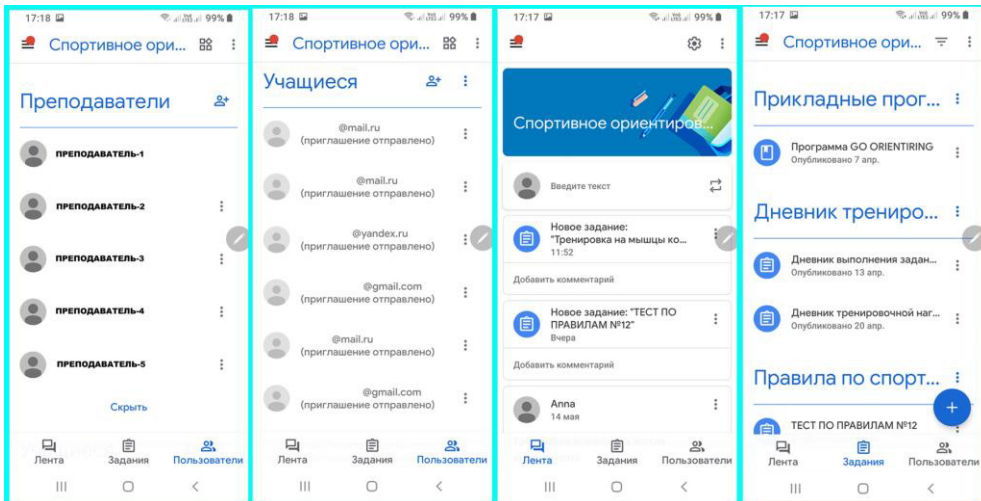 17:18
99%
Спортивное ори...
Преподаватели
ПРЕПОДАВАТЕЛЬ-1
ПРЕПОДАВАТЕЛЬ-2
ПРЕПОДАВАТЕЛЬ-3
ПРЕПОДАВАТЕЛЬ-4
ПРЕПОДАВАТЕЛЬ-5
Скрыть
Лента
Задания
Пользователи
17:18
99%
Спортивное ори...
Учащиеся
@mail.ru
(приглашение отправлено)
@mail.ru
(приглашение отправлено)
@yandex.ru
(приглашение отправлено)
@gmail.com
(приглашение отправлено)
@mail.ru
(приглашение отправлено)
@gmail.com
(приглашение отправлено)
Лента
Задания
Пользователи
17:17
99%
Спортивное ориентиров...
Введите текст
Новое задание:
"Тренировка на мышцы ко...
11:52
Добавить комментарий
Новое задание: "ТЕСТ ПО
ПРАВИЛАМ №12"
Вчера
Добавить комментарий
Anna
14 мая
Лента
Задания
Пользователи
17:17
99%
Спортивное ори...
Прикладные прог...
Программа GO ORIENTIRING
Опубликовано 7 апр.
Дневник трениро...
Дневник выполнения задан...
Опубликовано 13 апр.
Дневник тренировочной наг...
Опубликовано 20 апр.
Правила по спорт...
ТЕСТ ПО ПРАВИЛАМ №12
Лента
Задания
Пользователи